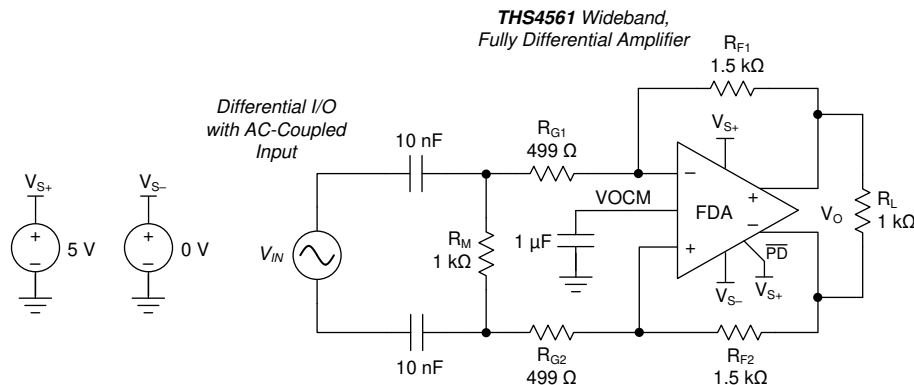 THS4561 Wideband,
Fully Differential Amplifier
RF1
1.5 kΩ
Differential I/O
with AC-Coupled
Input
10 nF
RG1
499 Ω
VS+
VS+
5 V
VS–
0 V
VIN
RM
1 kΩ
VOCM
1 µF
–
+
FDA
+
–
PD
VS–
VS+
VO
RL
1 kΩ
+
–
+
–
10 nF
RG2
499 Ω
RF2
1.5 kΩ